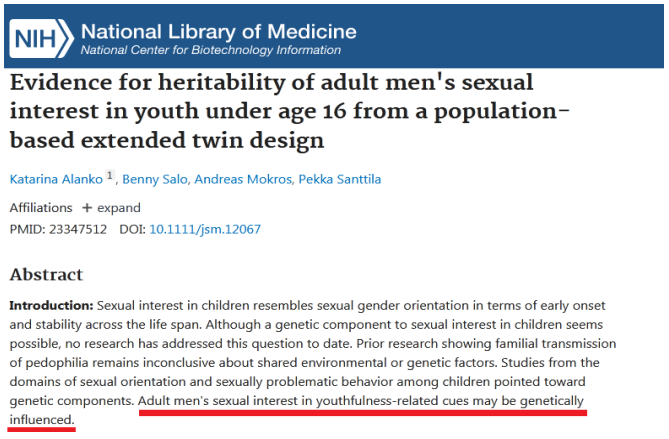 NIH National Library of Medicine
National Center for Biotechnology Information
Evidence for heritability of adult men's sexual
interest in youth under age 16 from a population-
based extended twin design
Katarina Alanko 1 , Benny Salo, Andreas Mokros, Pekka Santtila
Affiliations + expand
PMID: 23347512 DOI: 10.1111/jsm.12067
Abstract
Introduction: Sexual interest in children resembles sexual gender orientation in terms of early onset
and stability across the life span. Although a genetic component to sexual interest in children seems
possible, no research has addressed this question to date. Prior research showing familial transmission
of pedophilia remains inconclusive about shared environmental or genetic factors. Studies from the
domains of sexual orientation and sexually problematic behavior among children pointed toward
genetic components. Adult men's sexual interest in youthfulness-related cues may be genetically
influenced.